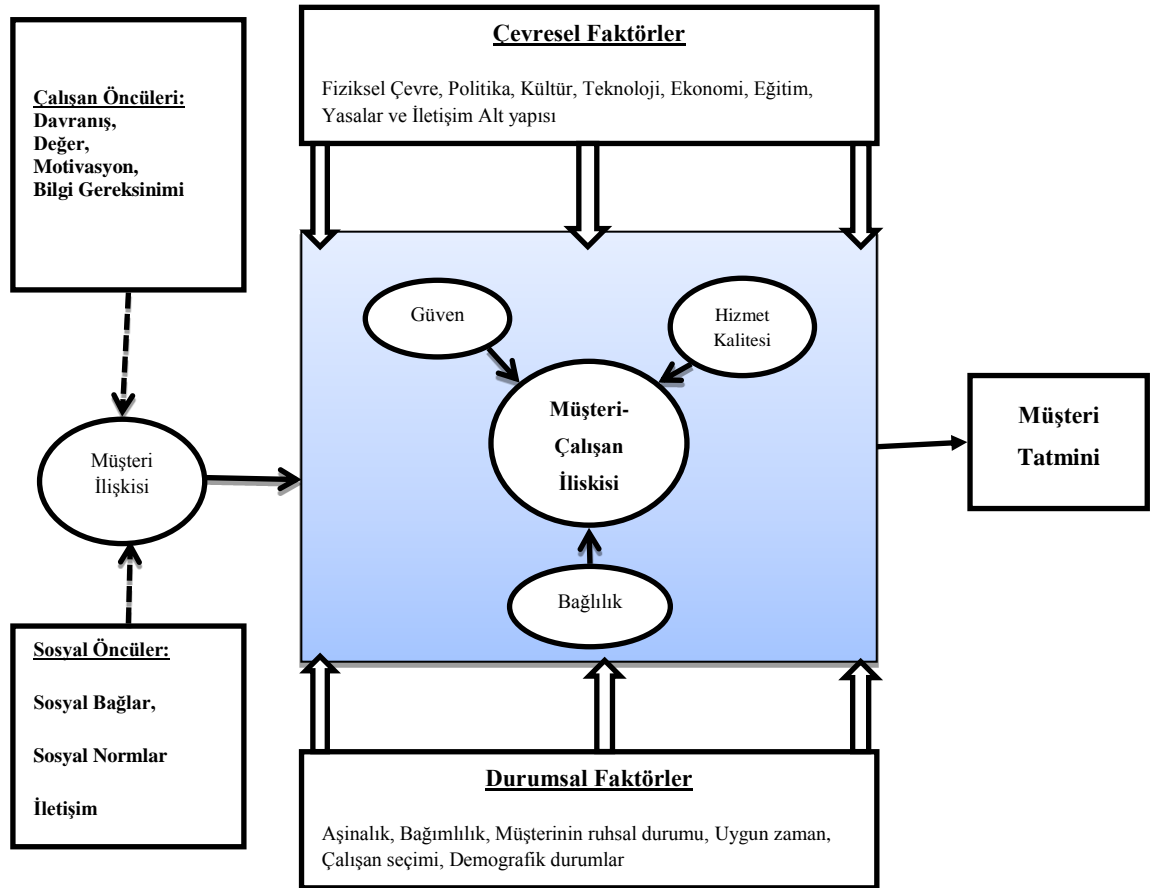 Çevresel Faktörler
Fiziksel Çevre, Politika, Kültür, Teknoloji, Ekonomi, Eğitim,
Yasalar ve İletişim Alt yapısı
Çalışan Öncüleri:
Davranış,
Değer,
Motivasyon,
Bilgi Gereksinimi
Güven
Hizmet
Kalitesi
Müşteri-
Çalışan
İliskisi
Bağlılık
Müşteri
İlişkisi
Müşteri
Tatmini
Sosyal Öncüler:
Sosyal Bağlar,
Sosyal Normlar
İletişim
Durumsal Faktörler
Aşinalık, Bağımlılık, Müşterinin ruhsal durumu, Uygun zaman,
Çalışan seçimi, Demografik durumlar